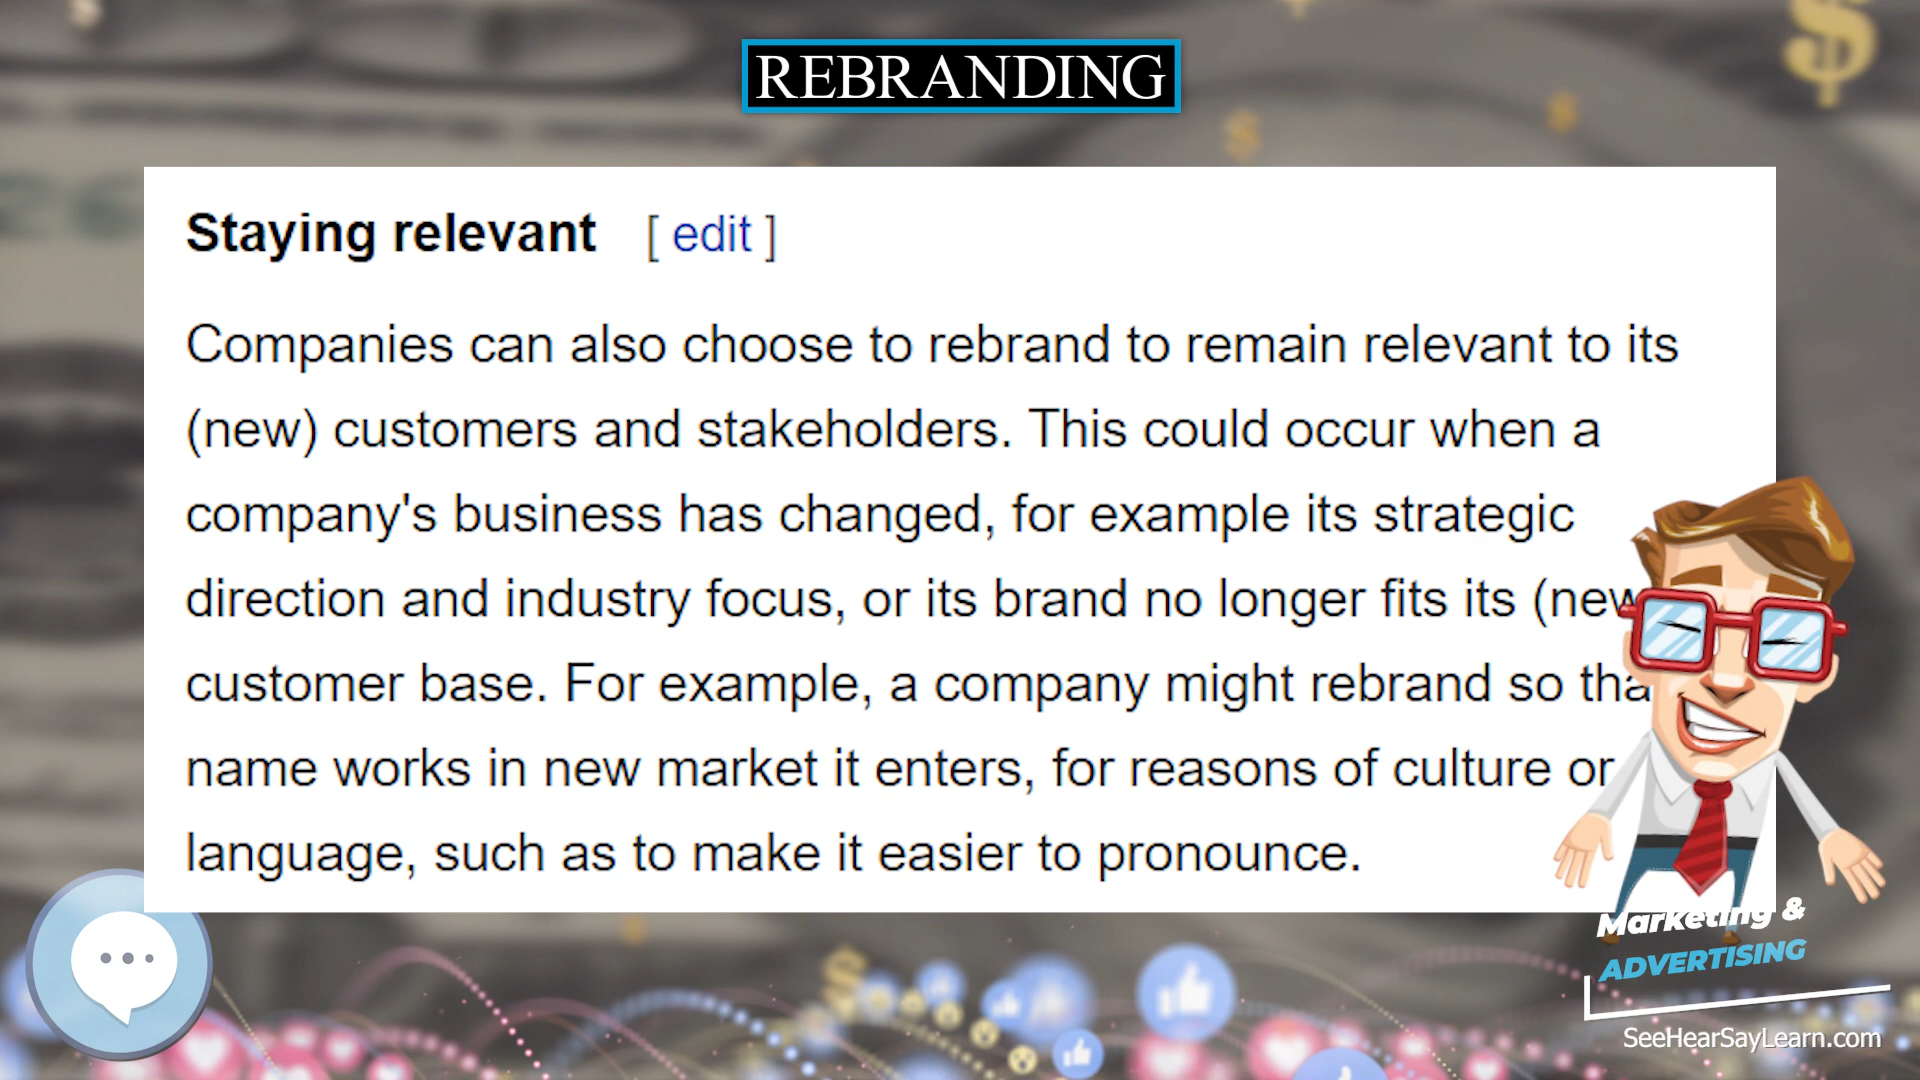 REBRANDING
Staying relevant [ edit ]
Companies can also choose to rebrand to remain relevant to its
(new) customers and stakeholders. This could occur when a
company's business has changed, for example its strategic
direction and industry focus, or its brand no longer fits its (new
customer base. For example, a company might rebrand so tha
name works in new market it enters, for reasons of culture or
language, such as to make it easier to pronounce.
Marketing &
ADVERTISING
SeeHearSayLearn.com